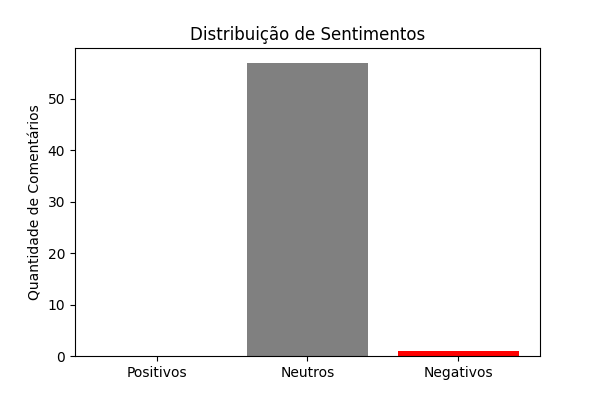 Distribuição de Sentimentos
Quantidade de Comentários
50
40
30
20
10
0
Positivos
Neutros
Negativos